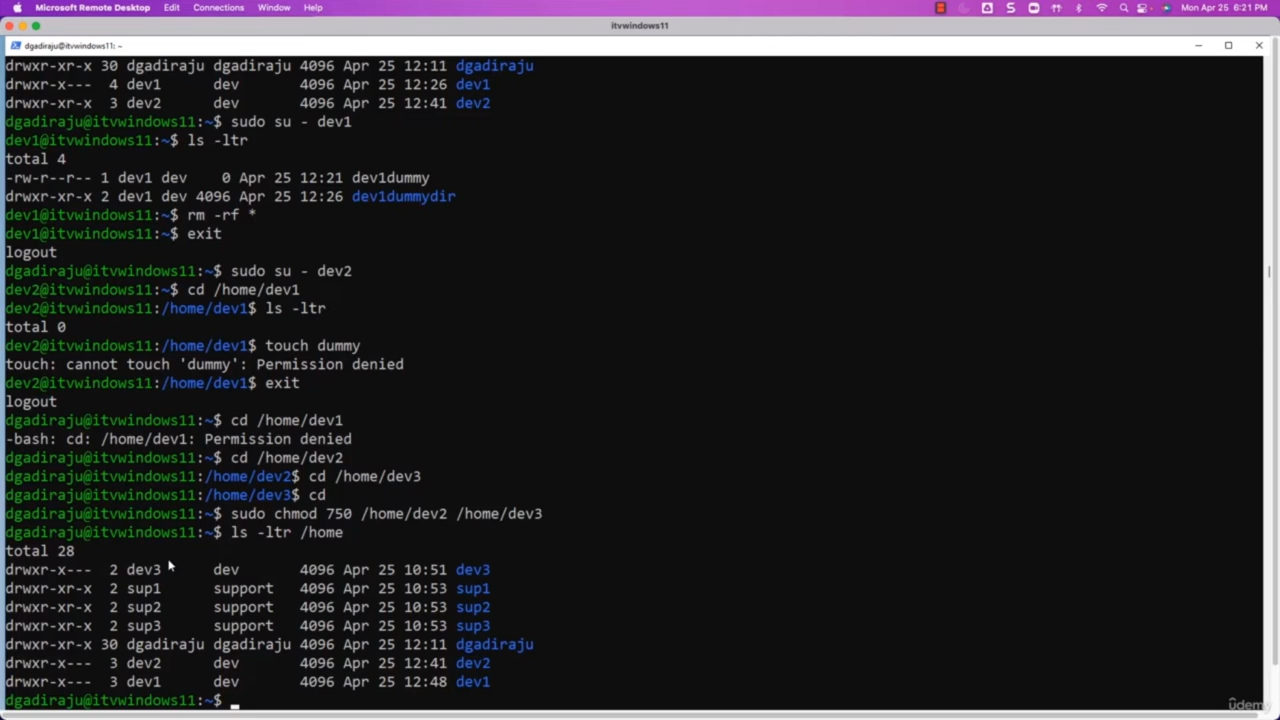 Microsoft Remote Desktop Edit Connections Window Help Mon Apr 25 6:21 PM
itvwindows11
dgadiraju@itvwindows11: ~
drwxr-xr-x 30 dgadiraju dgadiraju 4096 Apr 25 12:11 dgadiraju
drwxr-x--- 4 dev1 dev 4096 Apr 25 12:26 dev1
drwxr-xr-x 3 dev2 dev 4096 Apr 25 12:41 dev2
dgadiraju@itvwindows11:~$ sudo su - dev1
dev1@itvwindows11:~$ ls -ltr
total 4
-rw-r--r-- 1 dev1 dev 0 Apr 25 12:21 dev1dummy
drwxr-xr-x 2 dev1 dev 4096 Apr 25 12:26 dev1dummydir
dev1@itvwindows11:~$ rm -rf *
dev1@itvwindows11:~$ exit
logout
dgadiraju@itvwindows11:~$ sudo su - dev2
dev2@itvwindows11:~$ cd /home/dev1
dev2@itvwindows11:/home/dev1$ ls -ltr
total 0
dev2@itvwindows11:/home/dev1$ touch dummy
touch: cannot touch 'dummy': Permission denied
dev2@itvwindows11:/home/dev1$ exit
logout
dgadiraju@itvwindows11:~$ cd /home/dev1
-bash: cd: /home/dev1: Permission denied
dgadiraju@itvwindows11:~$ cd /home/dev2
dgadiraju@itvwindows11:/home/dev2$ cd /home/dev3
dgadiraju@itvwindows11:/home/dev3$ cd
dgadiraju@itvwindows11:~$ sudo chmod 750 /home/dev2 /home/dev3
dgadiraju@itvwindows11:~$ ls -ltr /home
total 28
drwxr-x--- 2 dev3 dev 4096 Apr 25 10:51 dev3
drwxr-xr-x 2 sup1 support 4096 Apr 25 10:53 sup1
drwxr-xr-x 2 sup2 support 4096 Apr 25 10:53 sup2
drwxr-xr-x 2 sup3 support 4096 Apr 25 10:53 sup3
drwxr-xr-x 30 dgadiraju dgadiraju 4096 Apr 25 12:11 dgadiraju
drwxr-x--- 3 dev2 dev 4096 Apr 25 12:41 dev2
drwxr-x--- 3 dev1 dev 4096 Apr 25 12:48 dev1
dgadiraju@itvwindows11:~$
ûdemy